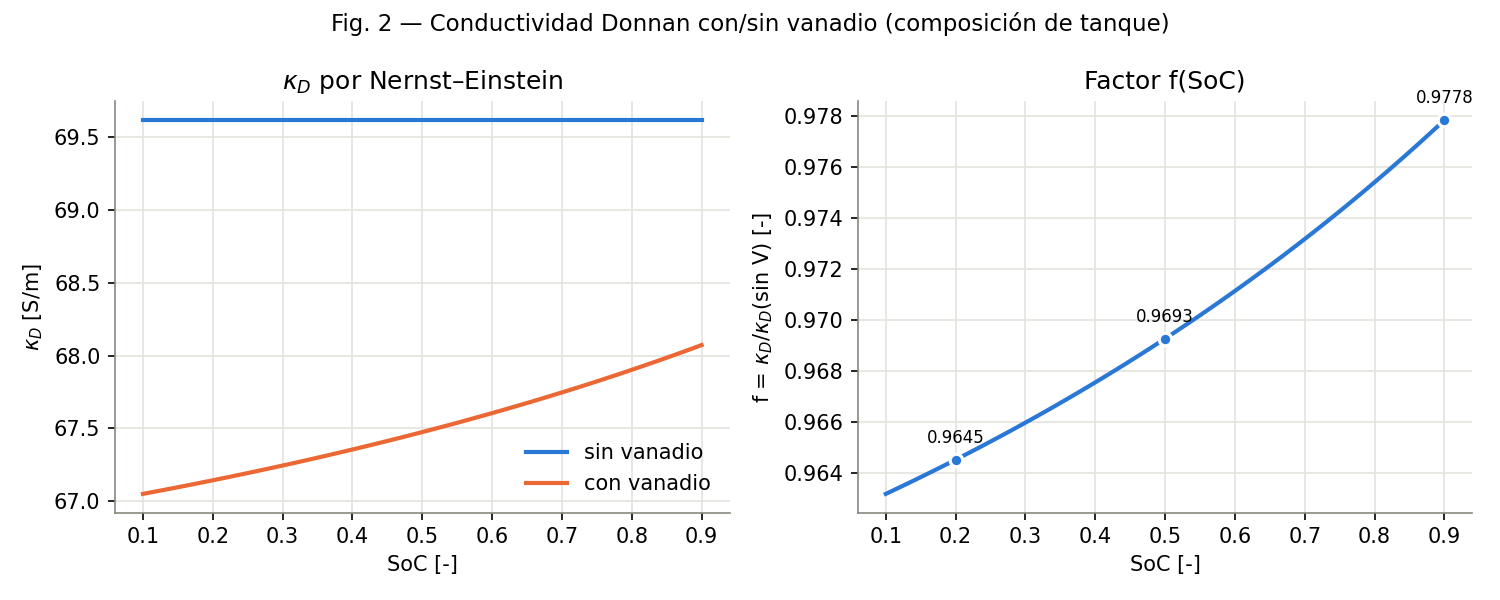 Fig. 2 — Conductividad Donnan con/sin vanadio (composición de tanque)
κ_D por Nernst–Einstein
κ_D [S/m]
69.5
69.0
68.5
68.0
67.5
67.0
sin vanadio
con vanadio
0.1 0.2 0.3 0.4 0.5 0.6 0.7 0.8 0.9
SoC [-]
Factor f(SoC)
f = κ_D/κ_D(sin V) [-]
0.978
0.976
0.974
0.972
0.970
0.968
0.966
0.964
0.9778
0.9693
0.9645
0.1 0.2 0.3 0.4 0.5 0.6 0.7 0.8 0.9
SoC [-]